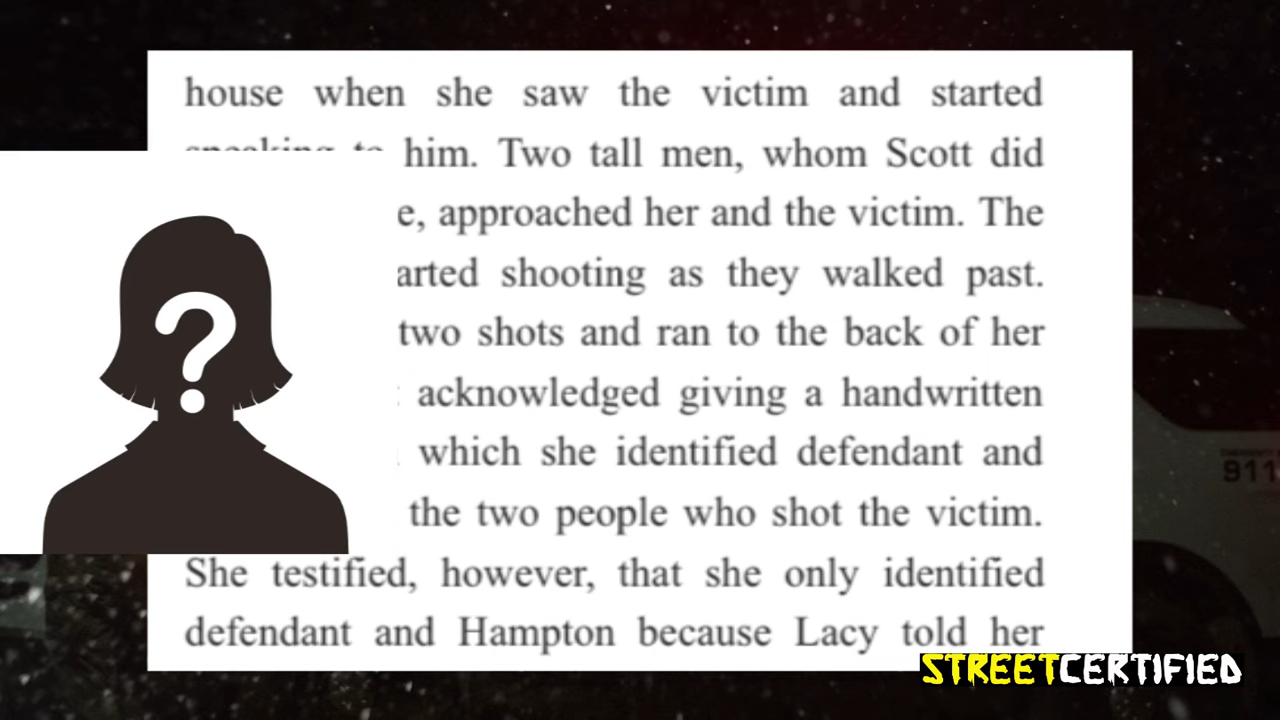 house when she saw the victim and started
speaking to him. Two tall men, whom Scott did
e, approached her and the victim. The
arted shooting as they walked past.
two shots and ran to the back of her
acknowledged giving a handwritten
which she identified defendant and
the two people who shot the victim.
She testified, however, that she only identified
defendant and Hampton because Lacy told her
?
911
STREETCERTIFIED